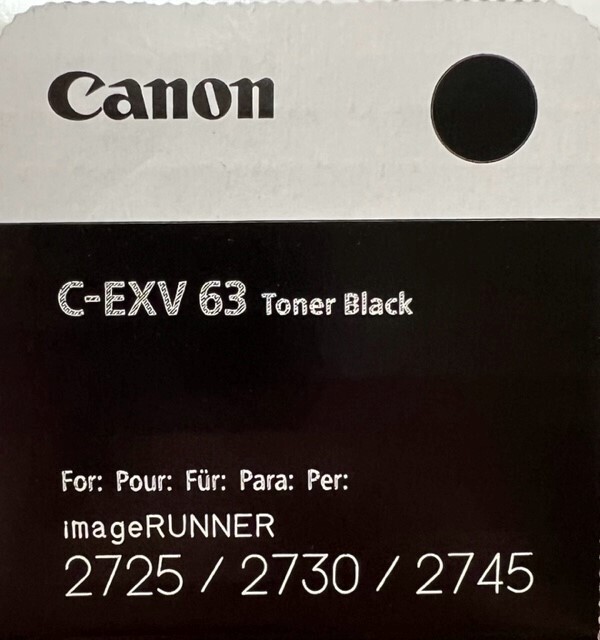 Canon
C-EXV 63 Toner Black
For: Pour: Für: Para: Per:
imageRUNNER
2725 / 2730 / 2745